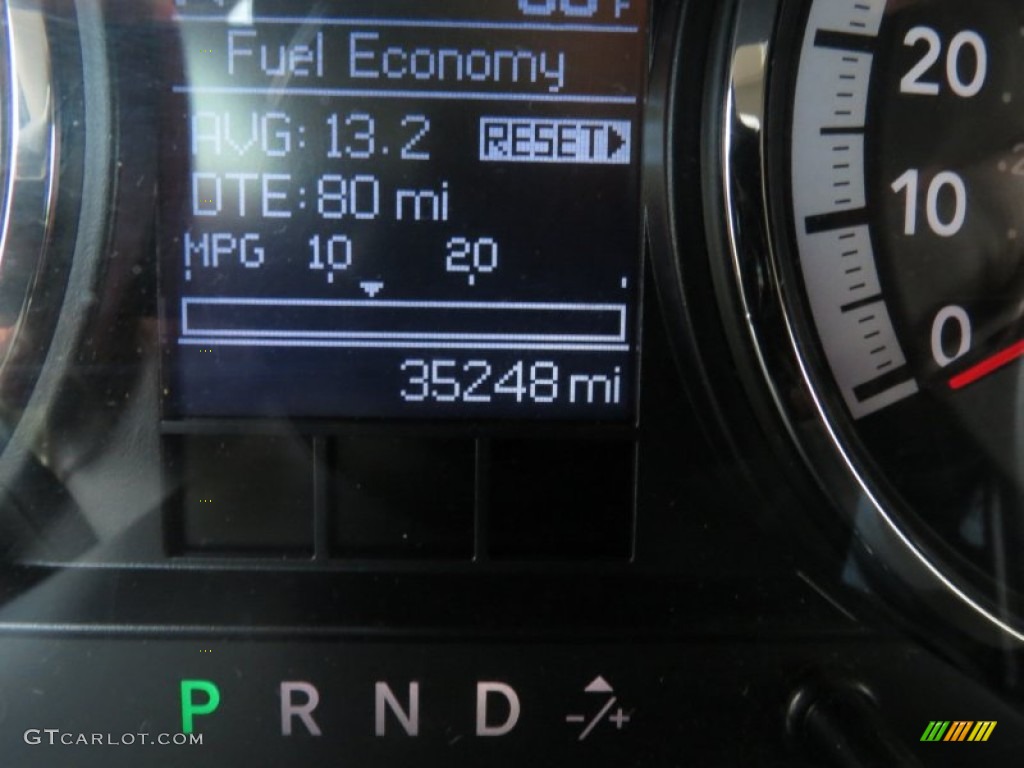 Fuel Economy
AVG: 13.2 RESET
DTE: 80 mi
MPG 10 20
35248 mi
20
10
0
P R N D -/+
GTCARLOT.COM